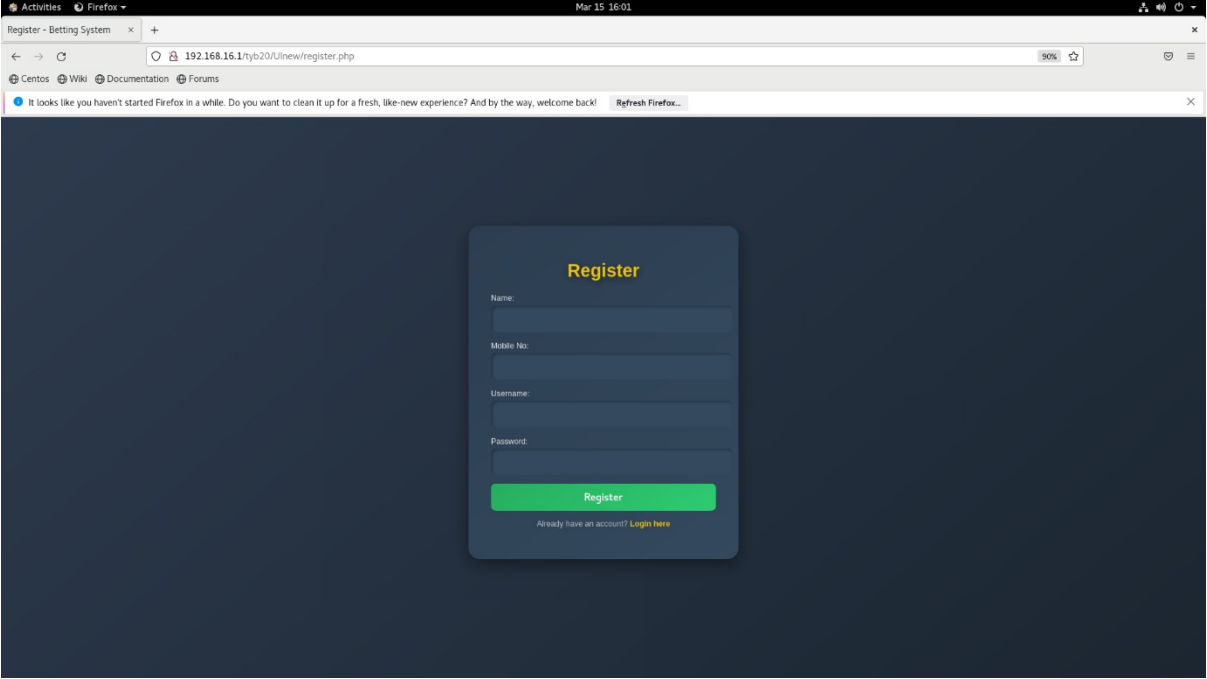 Activities Firefox Mar 15 16:01
Register - Betting System × +
192.168.16.1/tyb20/UInew/register.php 90%
Centos Wiki Documentation Forums
It looks like you haven't started Firefox in a while. Do you want to clean it up for a fresh, like-new experience? And by the way, welcome back! Refresh Firefox...
Register
Name:
Mobile No:
Username:
Password:
Register
Already have an account? Login here